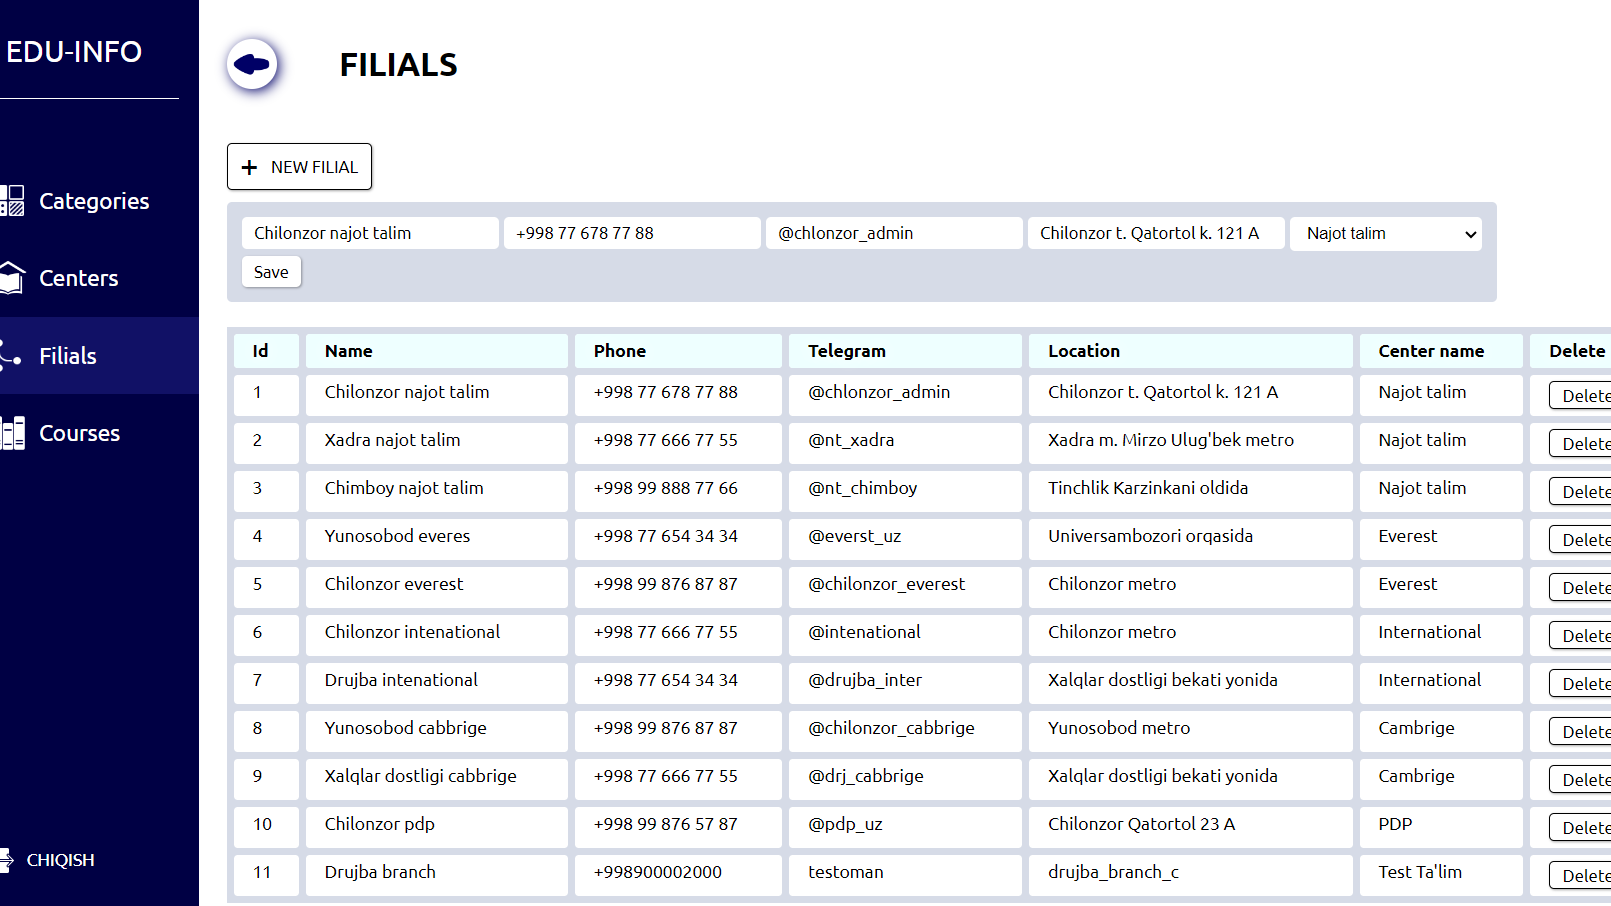 EDU-INFO
Categories
Centers
Filials
Courses
CHIQISH
FILIALS
+ NEW FILIAL
Chilonzor najot talim +998 77 678 77 88 @chlonzor_admin Chilonzor t. Qatortol k. 121 A Najot talim
Save
Id Name Phone Telegram Location Center name Delete
1 Chilonzor najot talim +998 77 678 77 88 @chlonzor_admin Chilonzor t. Qatortol k. 121 A Najot talim Delete
2 Xadra najot talim +998 77 666 77 55 @nt_xadra Xadra m. Mirzo Ulug'bek metro Najot talim Delete
3 Chimboy najot talim +998 99 888 77 66 @nt_chimboy Tinchlik Karzinkani oldida Najot talim Delete
4 Yunosobod everes +998 77 654 34 34 @everst_uz Universambozori orqasida Everest Delete
5 Chilonzor everest +998 99 876 87 87 @chilonzor_everest Chilonzor metro Everest Delete
6 Chilonzor intenational +998 77 666 77 55 @intenational Chilonzor metro International Delete
7 Drujba intenational +998 77 654 34 34 @drujba_inter Xalqlar dostligi bekati yonida International Delete
8 Yunosobod cabbrige +998 99 876 87 87 @chilonzor_cabbrige Yunosobod metro Cambrige Delete
9 Xalqlar dostligi cabbrige +998 77 666 77 55 @drj_cabbrige Xalqlar dostligi bekati yonida Cambrige Delete
10 Chilonzor pdp +998 99 876 57 87 @pdp_uz Chilonzor Qatortol 23 A PDP Delete
11 Drujba branch +998900002000 testoman drujba_branch_c Test Ta'lim Delete